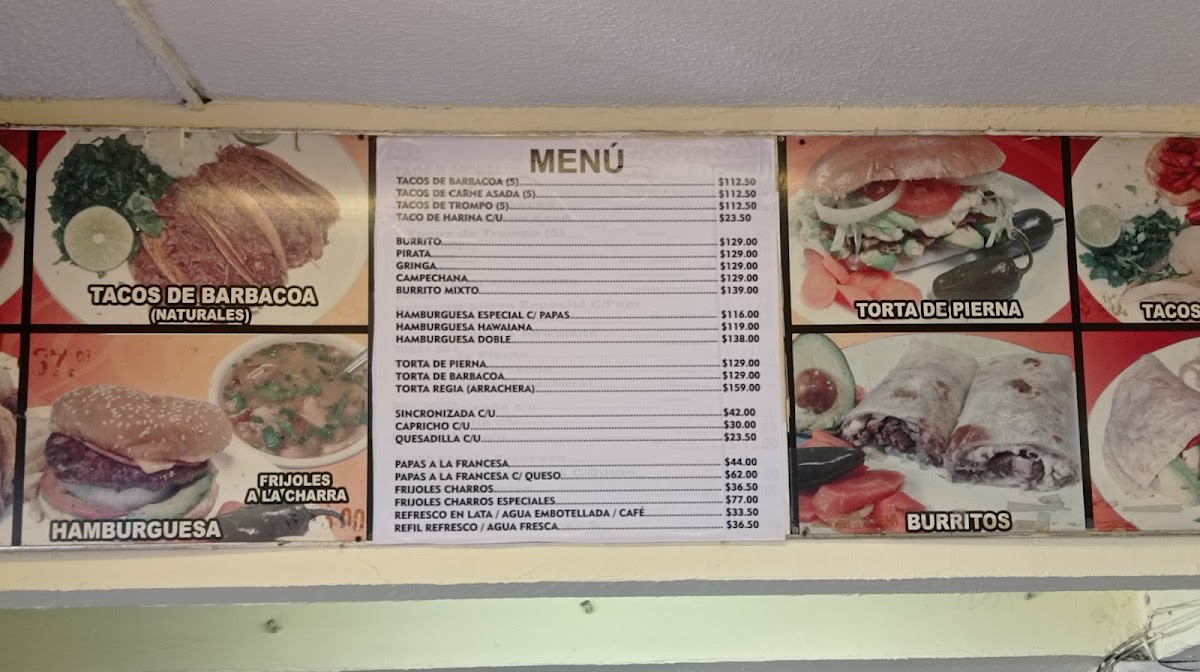 MENÚ
TACOS DE BARBACOA (5) $112.50
TACOS DE CARNE ASADA (5) $112.50
TACOS DE TROMPO (5) $112.50
TACO DE HARINA C/U $23.50
BURRITO $129.00
PIRATA $129.00
GRINGA $129.00
CAMPECHANA $129.00
BURRITO MIXTO $139.00
HAMBURGUESA ESPECIAL C/ PAPAS $116.00
HAMBURGUESA HAWAIANA $119.00
HAMBURGUESA DOBLE $138.00
TORTA DE PIERNA $129.00
TORTA DE BARBACOA $129.00
TORTA REGIA (ARRACHERA) $159.00
SINCRONIZADA C/U $42.00
CAPRICHO C/U $30.00
QUESADILLA C/U $23.50
PAPAS A LA FRANCESA $44.00
PAPAS A LA FRANCESA C/ QUESO $62.00
FRIJOLES CHARROS $36.50
FRIJOLES CHARROS ESPECIALES $77.00
REFRESCO EN LATA / AGUA EMBOTELLADA / CAFÉ $33.50
REFIL REFRESCO / AGUA FRESCA $36.50
TACOS DE BARBACOA
(NATURALES)
HAMBURGUESA
FRIJOLES
A LA CHARRA
TORTA DE PIERNA
BURRITOS
TACOS